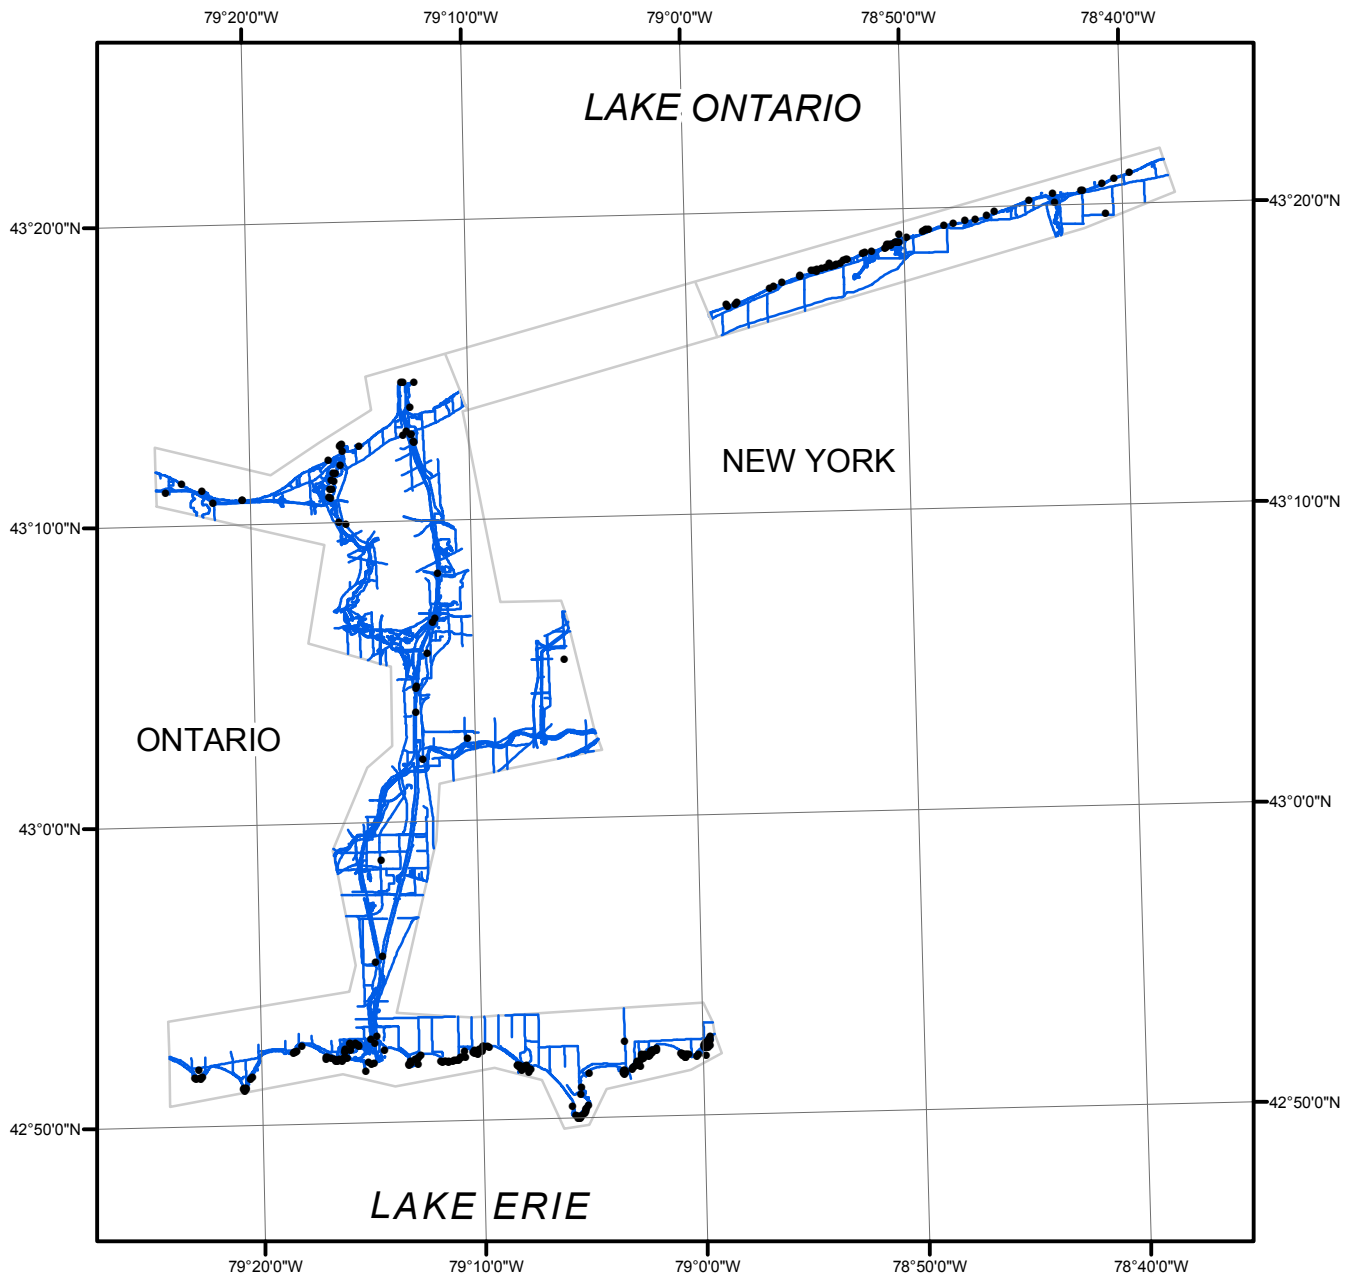 79°20'0"W 79°10'0"W 79°0'0"W 78°50'0"W 78°40'0"W
LAKE ONTARIO
43°20'0"N 43°20'0"N
NEW YORK
43°10'0"N 43°10'0"N
ONTARIO
43°0'0"N 43°0'0"N
42°50'0"N 42°50'0"N
LAKE ERIE
79°20'0"W 79°10'0"W 79°0'0"W 78°50'0"W 78°40'0"W